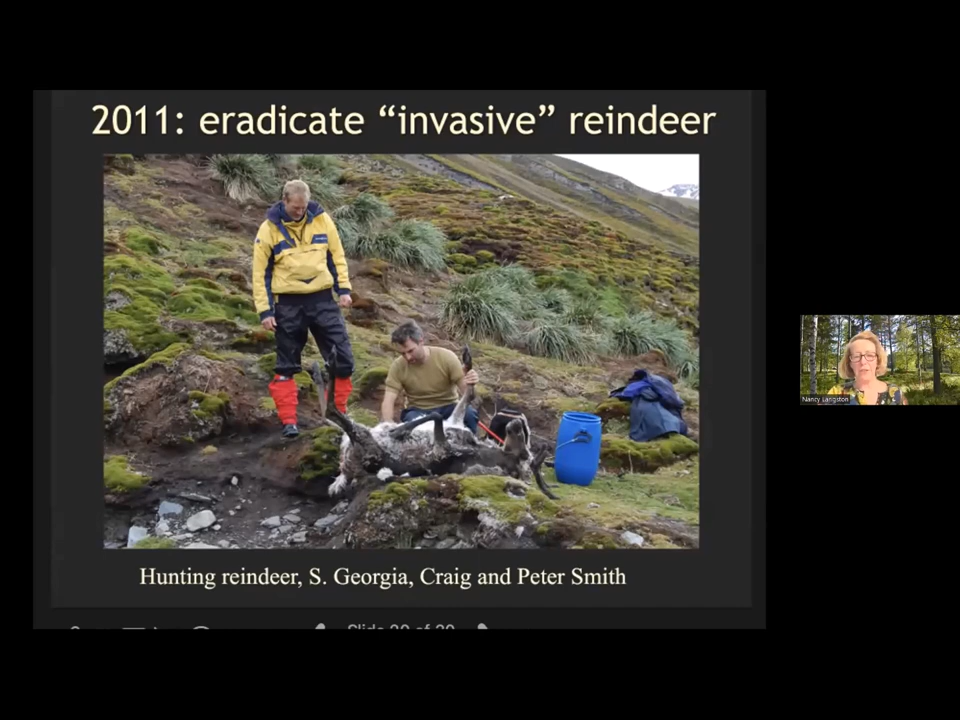 2011: eradicate “invasive” reindeer
Hunting reindeer, S. Georgia, Craig and Peter Smith
Nancy Langston